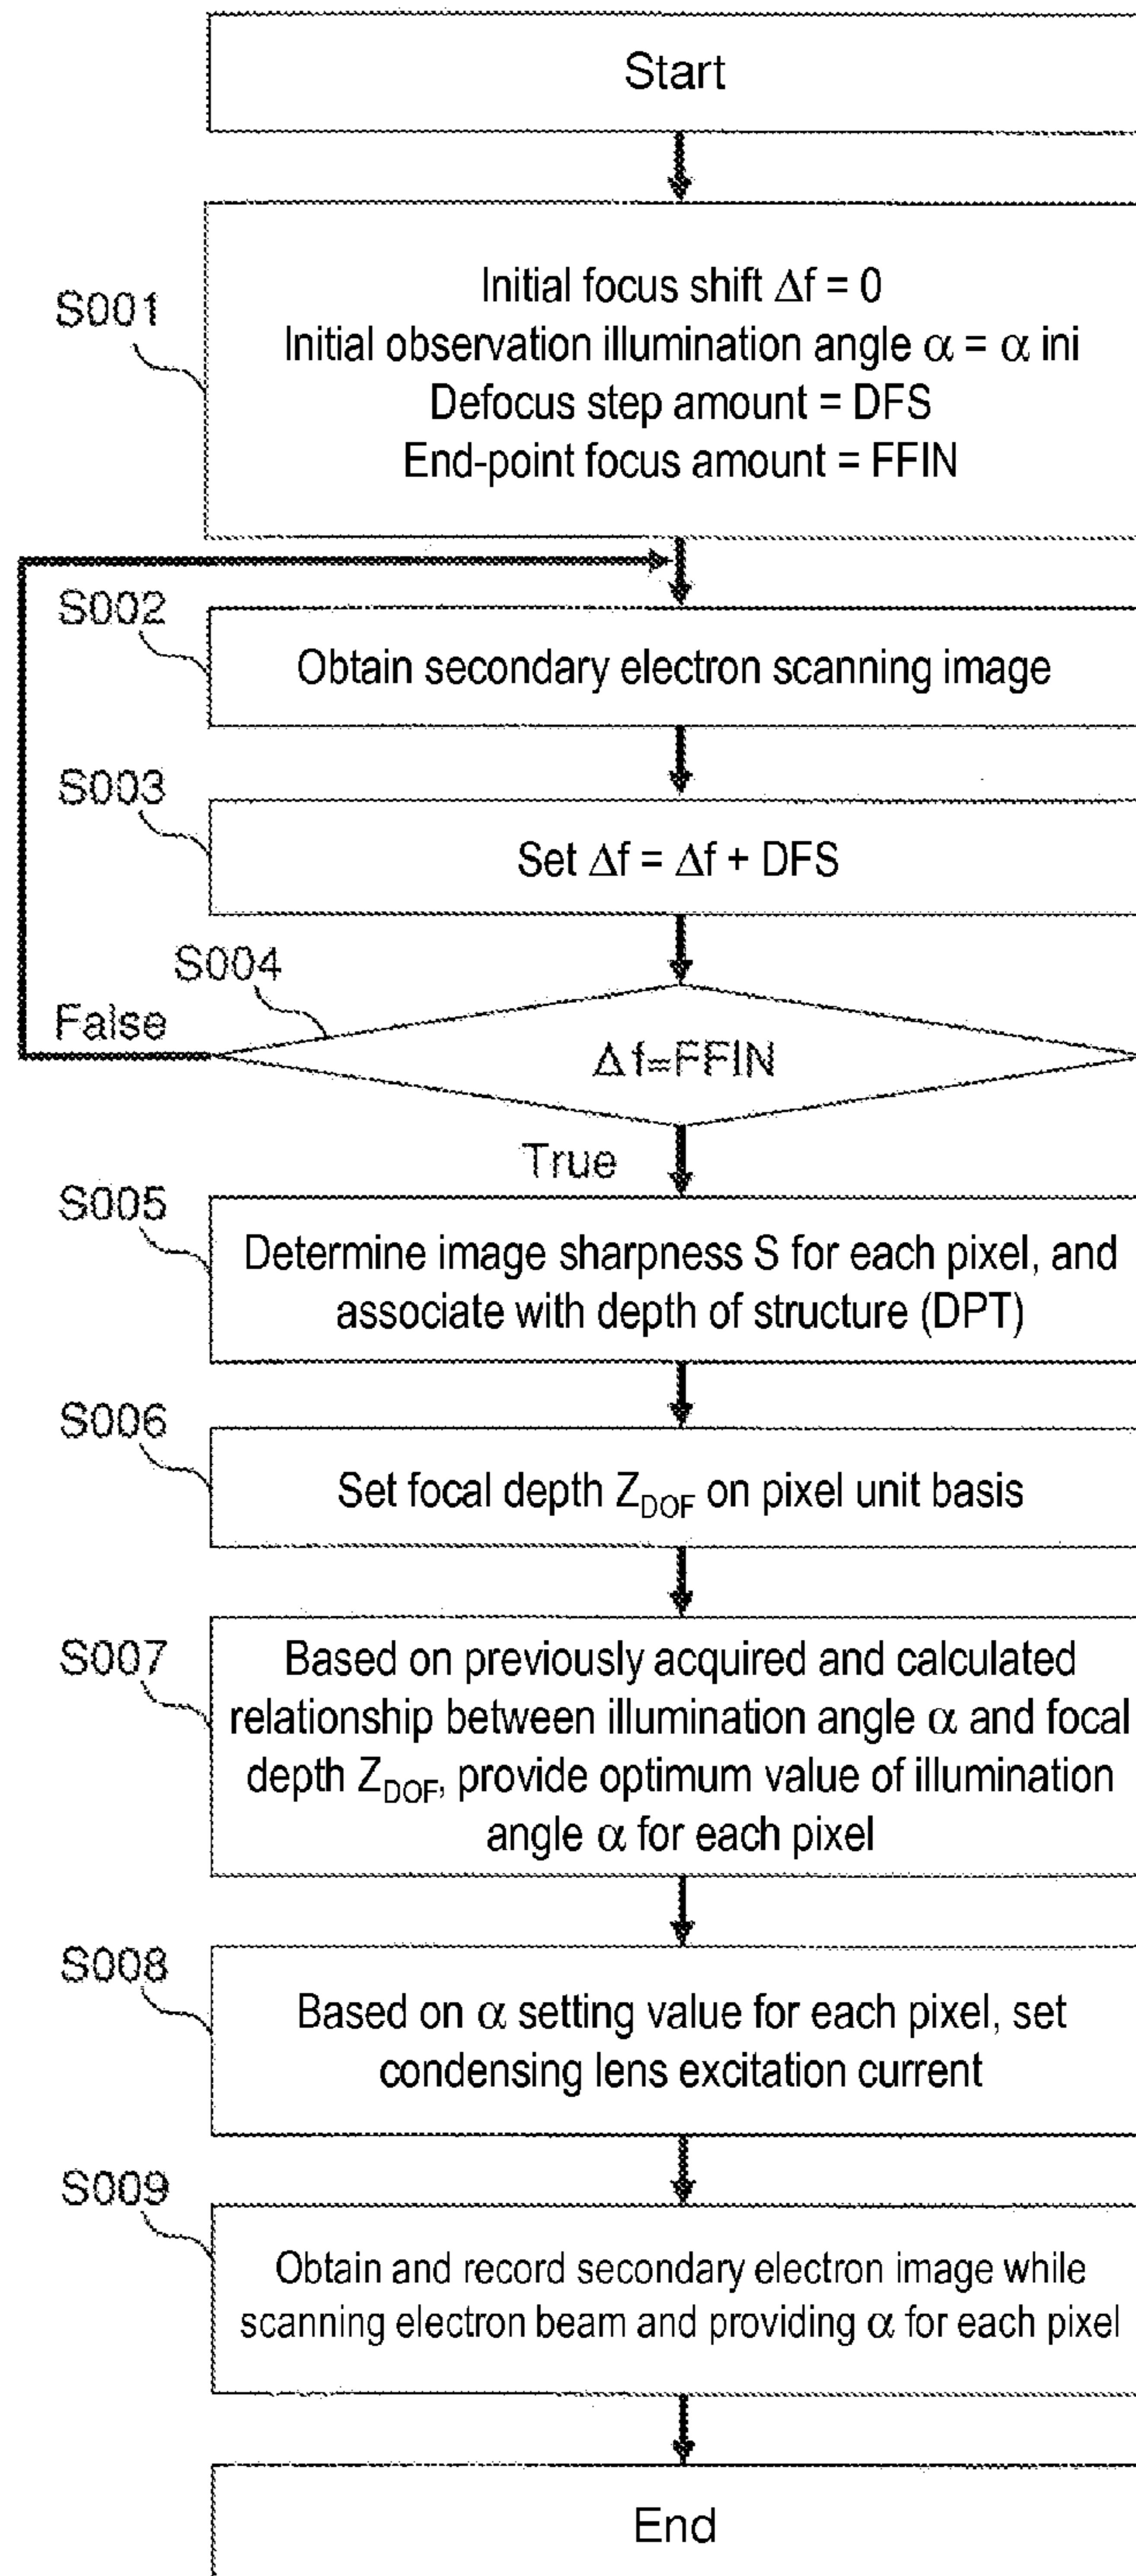 Start
S001
Initial focus shift Δf = 0
Initial observation illumination angle α = α ini
Defocus step amount = DFS
End-point focus amount = FFIN
S002
Obtain secondary electron scanning image
S003
Set Δf = Δf + DFS
S004
False
Δf=FFIN
True
S005
Determine image sharpness S for each pixel, and
associate with depth of structure (DPT)
S006
Set focal depth Z_DOF on pixel unit basis
S007
Based on previously acquired and calculated
relationship between illumination angle α and focal
depth Z_DOF, provide optimum value of illumination
angle α for each pixel
S008
Based on α setting value for each pixel, set
condensing lens excitation current
S009
Obtain and record secondary electron image while
scanning electron beam and providing α for each pixel
End